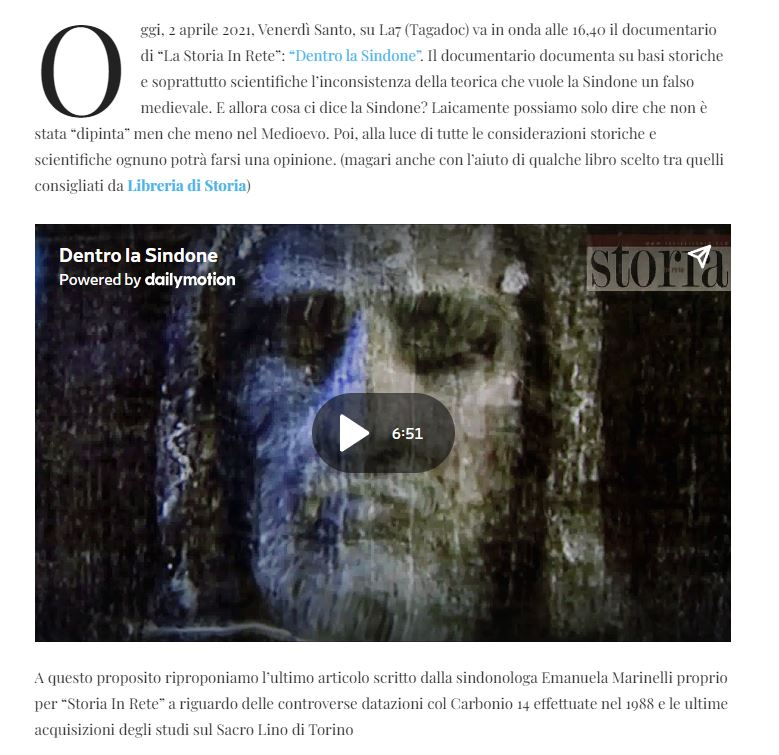 Oggi, 2 aprile 2021, Venerdì Santo, su La7 (Tagadoc) va in onda alle 16,40 il documentario
di “La Storia In Rete”: “Dentro la Sindone”. Il documentario documenta su basi storiche
e soprattutto scientifiche l’inconsistenza della teorica che vuole la Sindone un falso
medievale. E allora cosa ci dice la Sindone? Laicamente possiamo solo dire che non è
stata “dipinta” men che meno nel Medioevo. Poi, alla luce di tutte le considerazioni storiche e
scientifiche ognuno potrà farsi una opinione. (magari anche con l’aiuto di qualche libro scelto tra quelli
consigliati da Libreria di Storia)
Dentro la Sindone
Powered by dailymotion
storia
6:51
A questo proposito riproponiamo l’ultimo articolo scritto dalla sindonologa Emanuela Marinelli proprio
per “Storia In Rete” a riguardo delle controverse datazioni col Carbonio 14 effettuate nel 1988 e le ultime
acquisizioni degli studi sul Sacro Lino di Torino